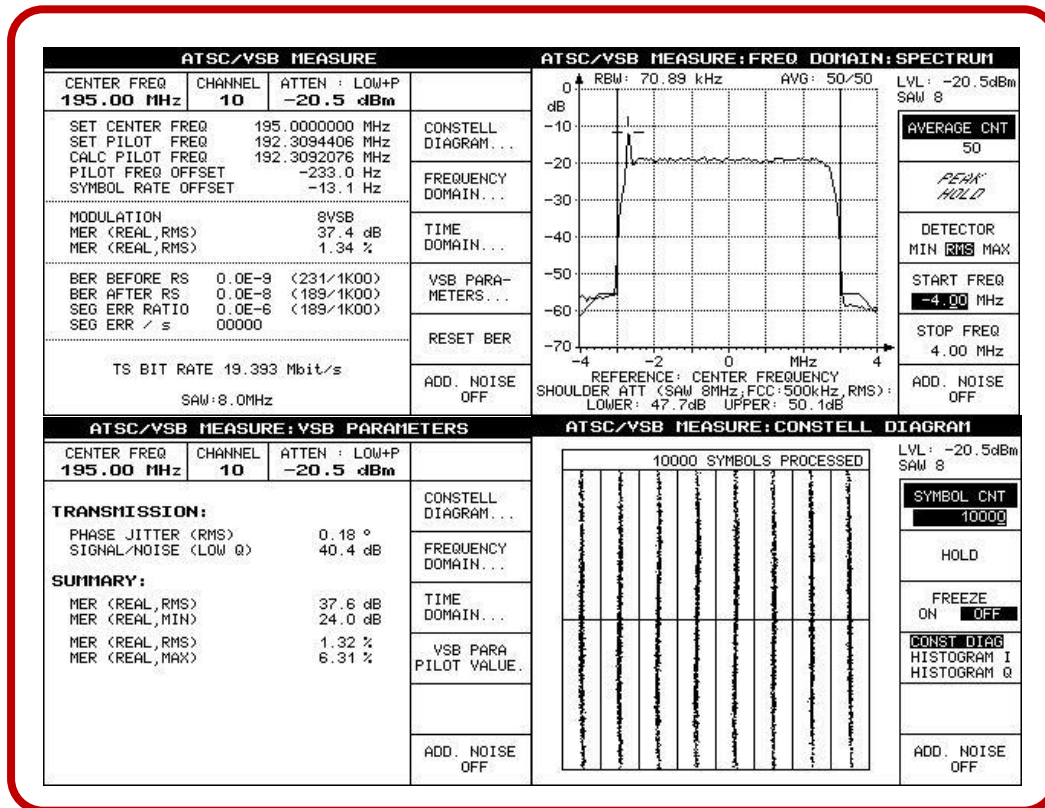 ATSC/VSB MEASURE
CENTER FREQ CHANNEL ATTEN : LOW+P
195.00 MHz 10 -20.5 dBm
SET CENTER FREQ 195.0000000 MHz
SET PILOT FREQ 192.3094406 MHz
CALC PILOT FREQ 192.3092076 MHz
PILOT FREQ OFFSET -233.0 Hz
SYMBOL RATE OFFSET -13.1 Hz
MODULATION 8VSB
MER (REAL,RMS) 37.4 dB
MER (REAL,RMS) 1.34 %
BER BEFORE RS 0.0E-9 (231/1K00)
BER AFTER RS 0.0E-8 (189/1K00)
SEG ERR RATIO 0.0E-6 (189/1K00)
SEG ERR / s 00000
TS BIT RATE 19.393 Mbit/s
SAW:8.0MHz
CONSTELL
DIAGRAM...
FREQUENCY
DOMAIN...
TIME
DOMAIN...
VSB PARA-
METERS...
RESET BER
ADD. NOISE
OFF
ATSC/VSB MEASURE:FREQ DOMAIN:SPECTRUM
RBW: 70.89 kHz AVG: 50/50
0
dB
-10
-20
-30
-40
-50
-60
-70
-4 -2 0 MHz 4
REFERENCE: CENTER FREQUENCY
SHOULDER ATT (SAW 8MHz,FCC:500kHz,RMS):
LOWER: 47.7dB UPPER: 50.1dB
LVL: -20.5dBm
SAW 8
AVERAGE CNT
50
PEAK
HOLD
DETECTOR
MIN RMS MAX
START FREQ
-4.00 MHz
STOP FREQ
4.00 MHz
ADD. NOISE
OFF
ATSC/VSB MEASURE:VSB PARAMETERS
CENTER FREQ CHANNEL ATTEN : LOW+P
195.00 MHz 10 -20.5 dBm
TRANSMISSION:
PHASE JITTER (RMS) 0.18 °
SIGNAL/NOISE (LOW Q) 40.4 dB
SUMMARY:
MER (REAL,RMS) 37.6 dB
MER (REAL,MIN) 24.0 dB
MER (REAL,RMS) 1.32 %
MER (REAL,MAX) 6.31 %
CONSTELL
DIAGRAM...
FREQUENCY
DOMAIN...
TIME
DOMAIN...
VSB PARA
PILOT VALUE.
ADD. NOISE
OFF
ATSC/VSB MEASURE:CONSTELL DIAGRAM
10000 SYMBOLS PROCESSED
LVL: -20.5dBm
SAW 8
SYMBOL CNT
10000
HOLD
FREEZE
ON OFF
CONST DIAG
HISTOGRAM I
HISTOGRAM Q
ADD. NOISE
OFF